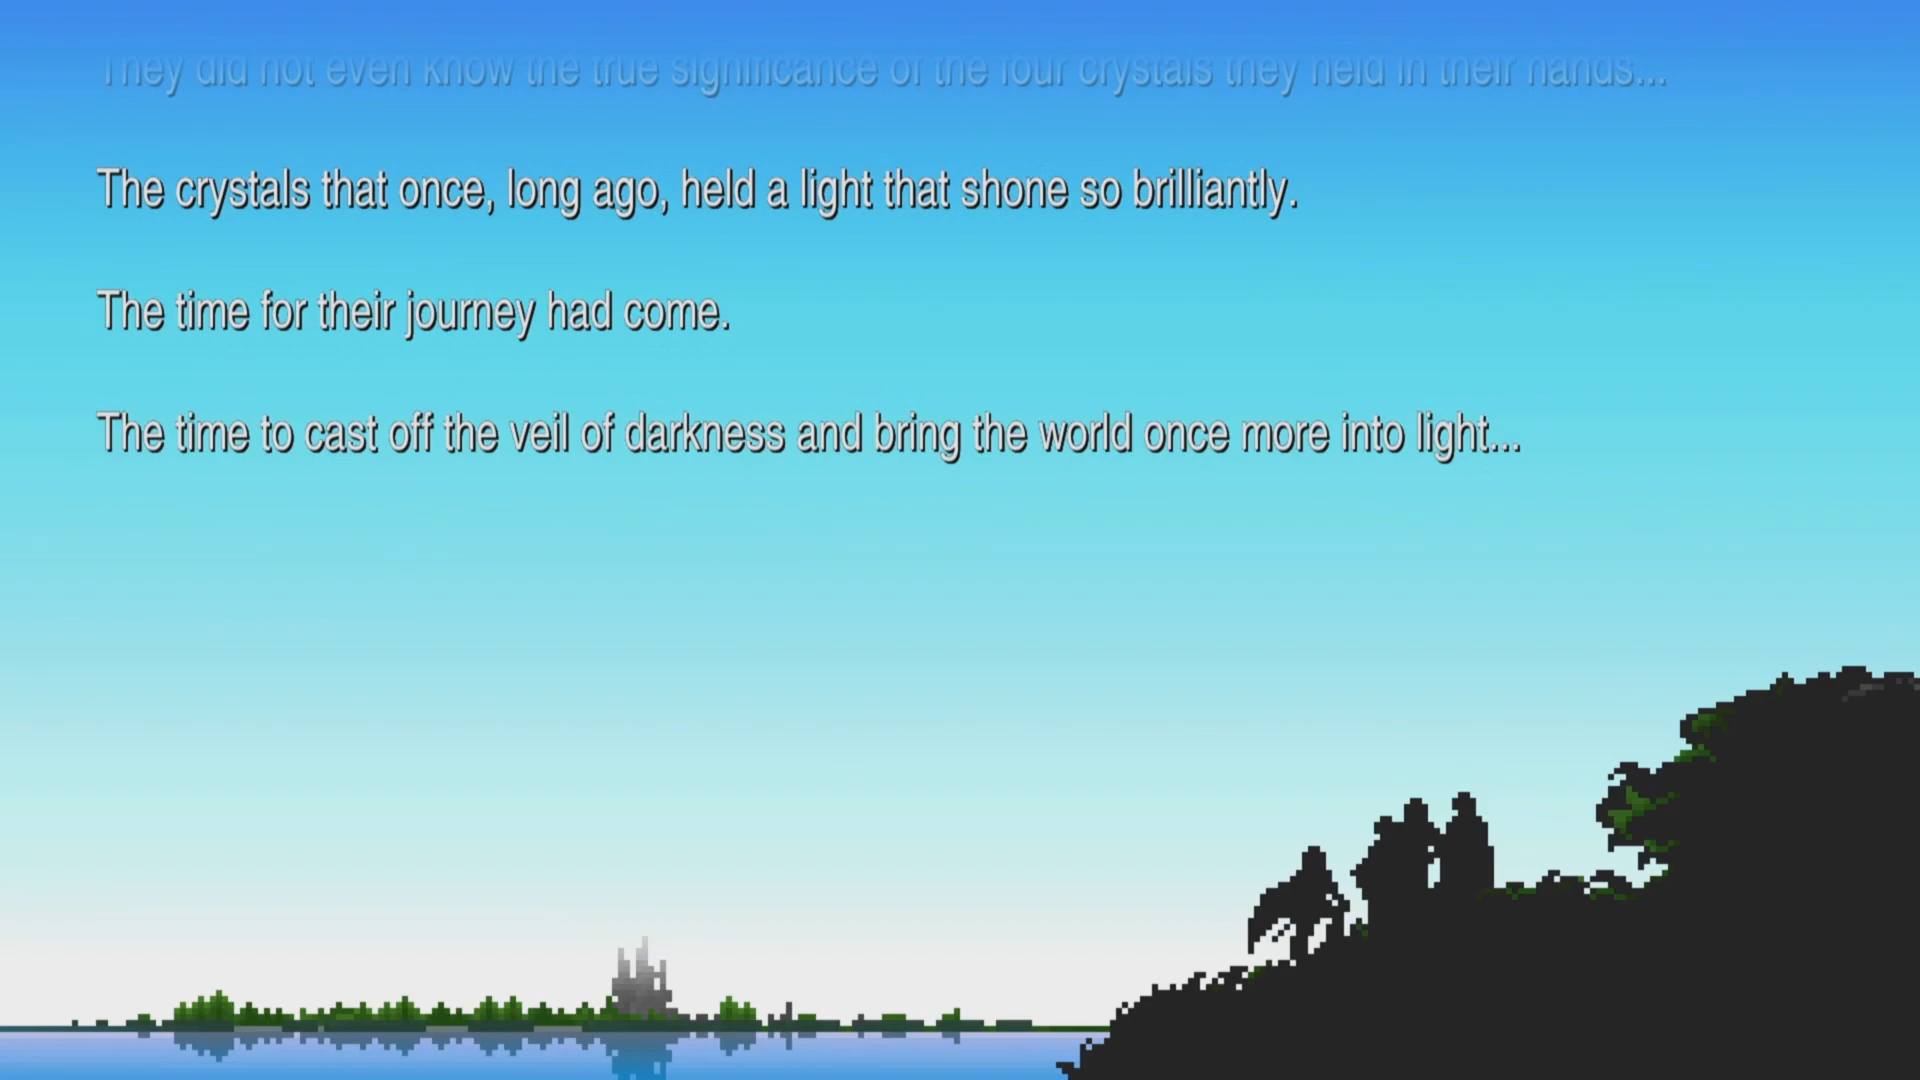 They did not even know the true significance of the four crystals they held in their hands...
The crystals that once, long ago, held a light that shone so brilliantly.
The time for their journey had come.
The time to cast off the veil of darkness and bring the world once more into light...